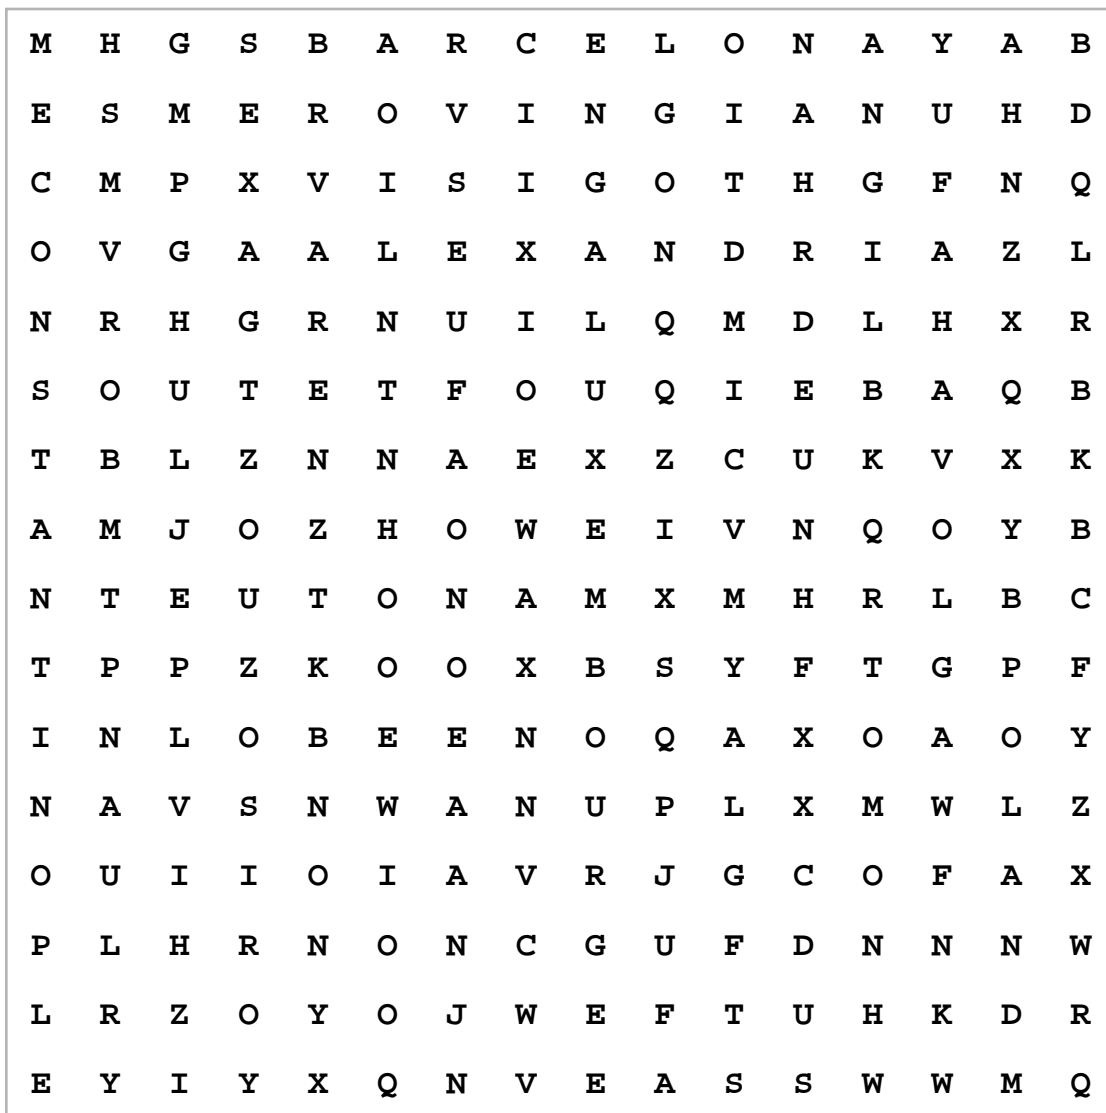 M H G S B A R C E L O N A Y A B
E S M E R O V I N G I A N U H D
C M P X V I S I G O T H G F N Q
O V G A A L E X A N D R I A Z L
N R H G R N U I L Q M D L H X R
S O U T E T F O U Q I E B A Q B
T B L Z N N A E X Z C U K V X K
A M J O Z H O W E I V N Q O Y B
N T E U T O N A M X M H R L B C
T P P Z K O O X B S Y F T G P F
I N L O B E E N O Q A X O A O Y
N A V S N W A N U P L X M W L Z
O U I I O I A V R J G C O F A X
P L H R N O N C G U F D N N N W
L R Z O Y O J W E F T U H K D R
E Y I Y X Q N V E A S S W W M Q